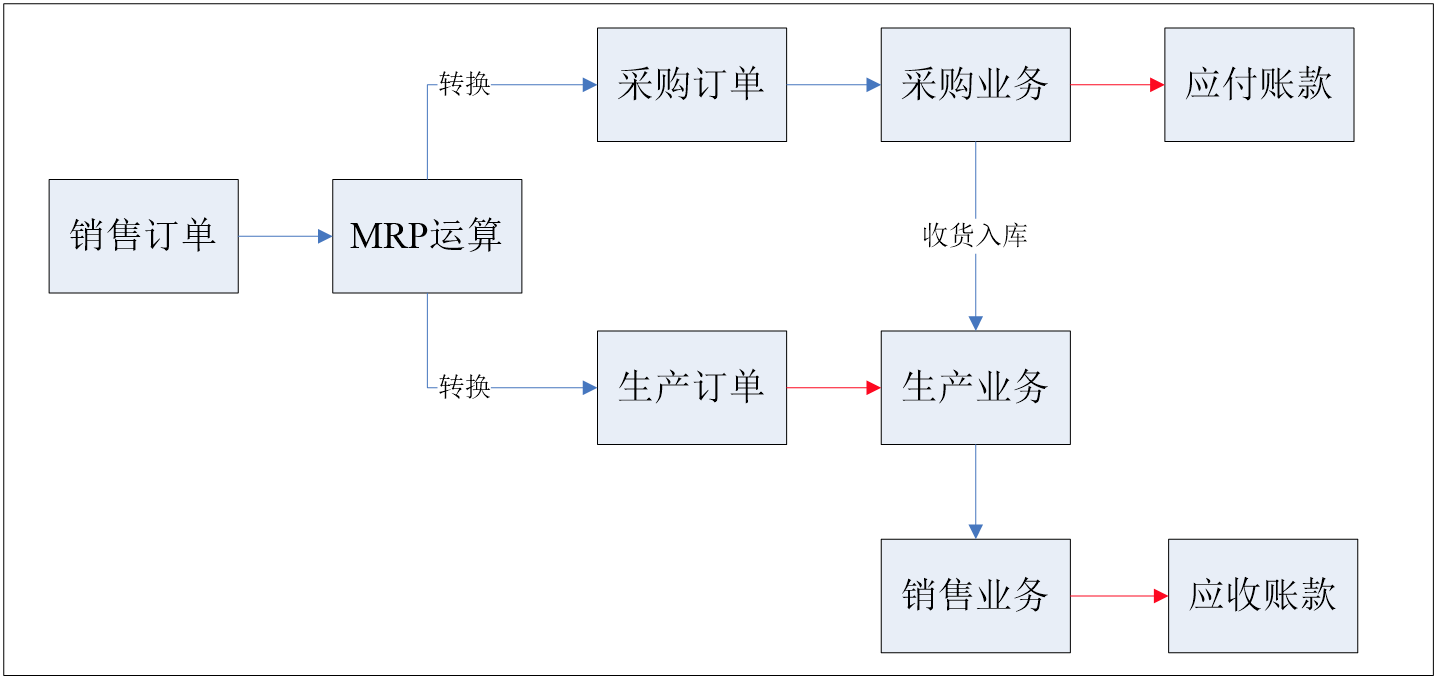 转换
采购订单
采购业务
应付账款
销售订单
MRP运算
收货入库
转换
生产订单
生产业务
销售业务
应收账款